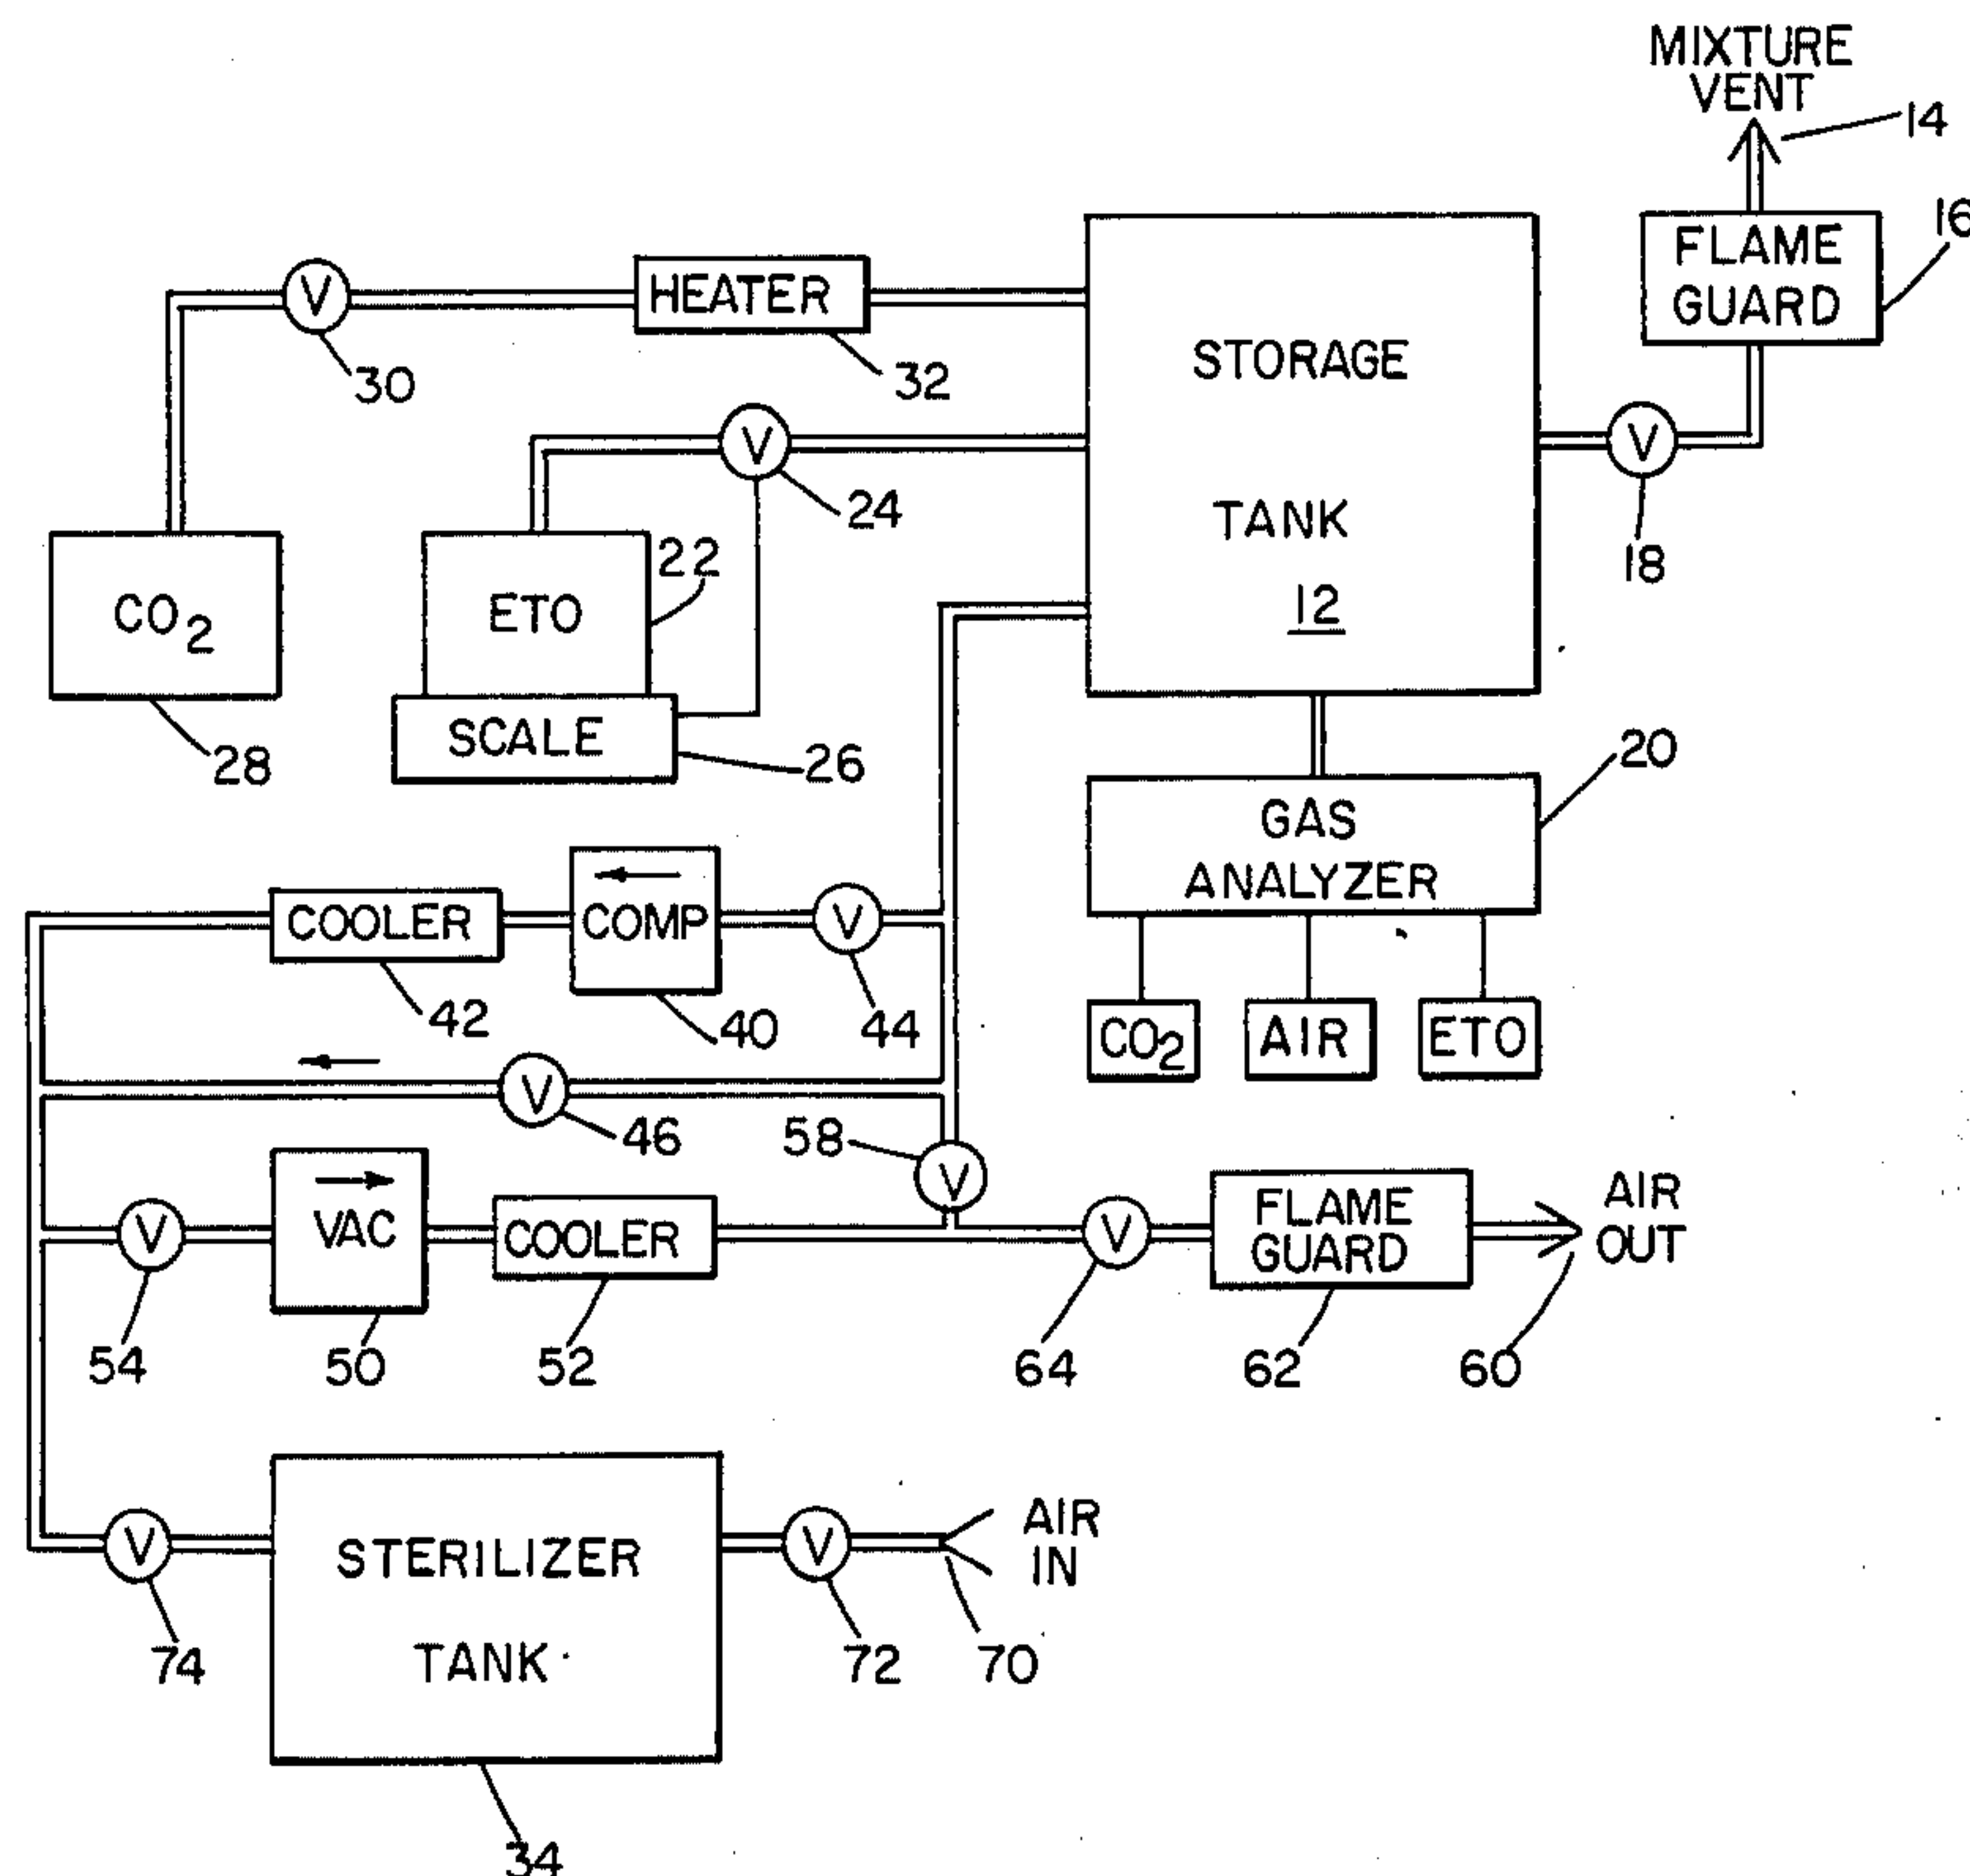 MIXTURE
VENT
14
FLAME
GUARD
16
V
30
HEATER
32
STORAGE
TANK
12
V
18
V
24
CO2
28
ETO
22
SCALE
26
GAS
ANALYZER
20
CO2
AIR
ETO
COOLER
42
COMP
40
V
44
V
46
V
58
V
54
VAC
50
COOLER
52
V
64
FLAME
GUARD
62
AIR
OUT
60
V
74
STERILIZER
TANK
34
V
72
AIR
IN
70